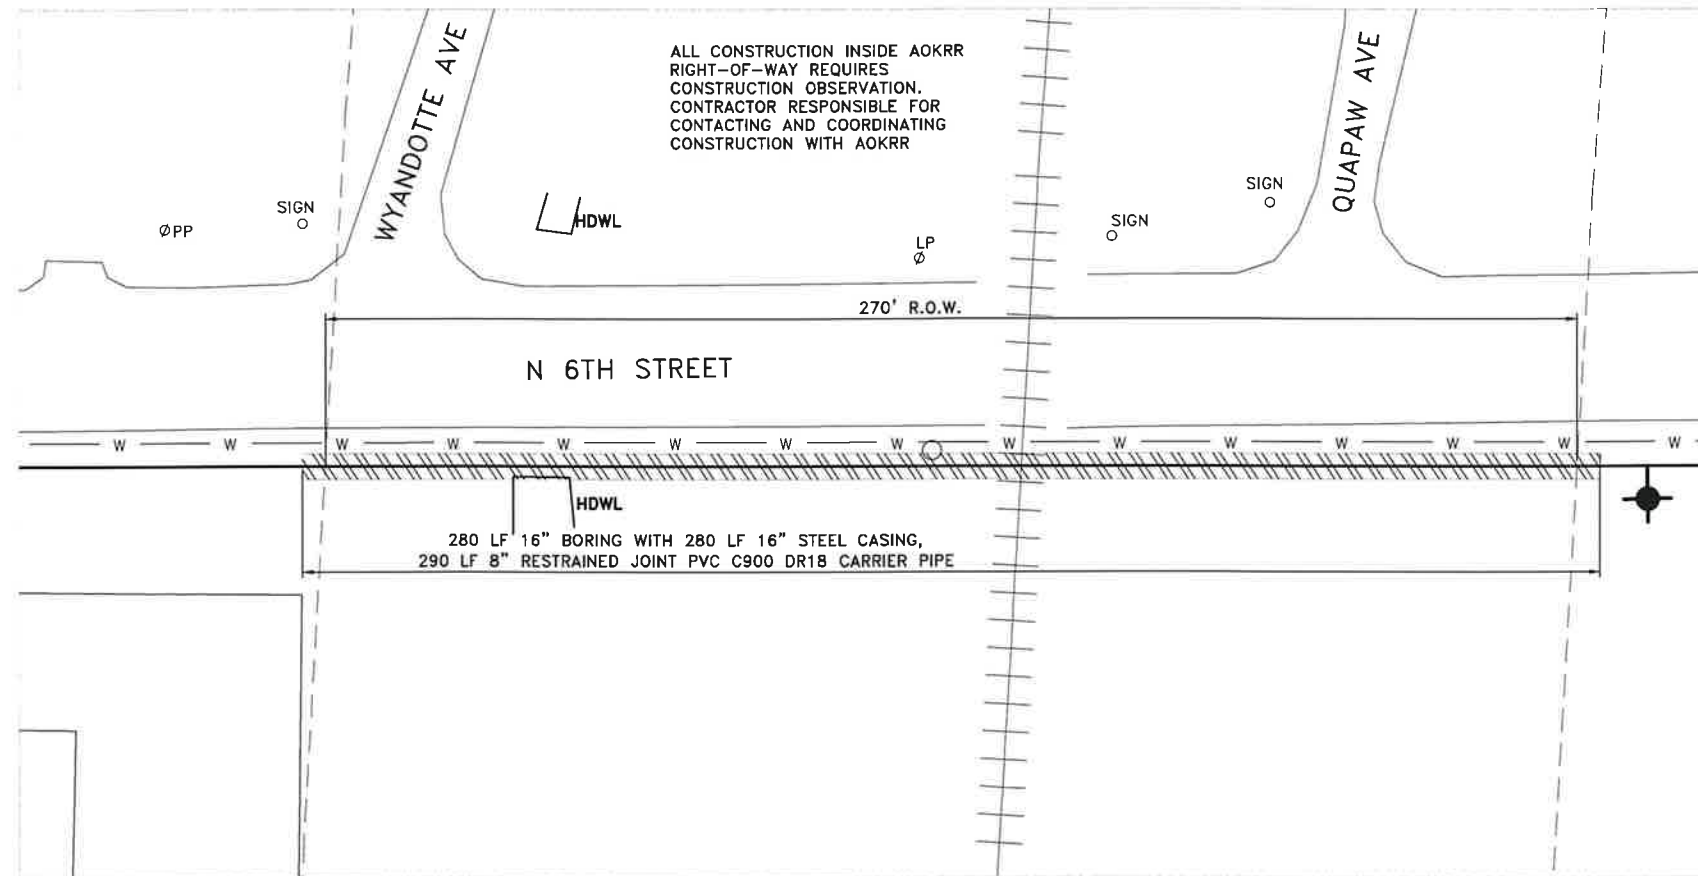 ALL CONSTRUCTION INSIDE AOKRR
RIGHT-OF-WAY REQUIRES
CONSTRUCTION OBSERVATION.
CONTRACTOR RESPONSIBLE FOR
CONTACTING AND COORDINATING
CONSTRUCTION WITH AOKRR
WYANDOTTE AVE
QUAPAW AVE
SIGN
PP
HDWL
LP
SIGN
SIGN
270' R.O.W.
N 6TH STREET
W W W W W W W W W W W W W W W
HDWL
280 LF 16" BORING WITH 280 LF 16" STEEL CASING,
290 LF 8" RESTRAINED JOINT PVC C900 DR18 CARRIER PIPE